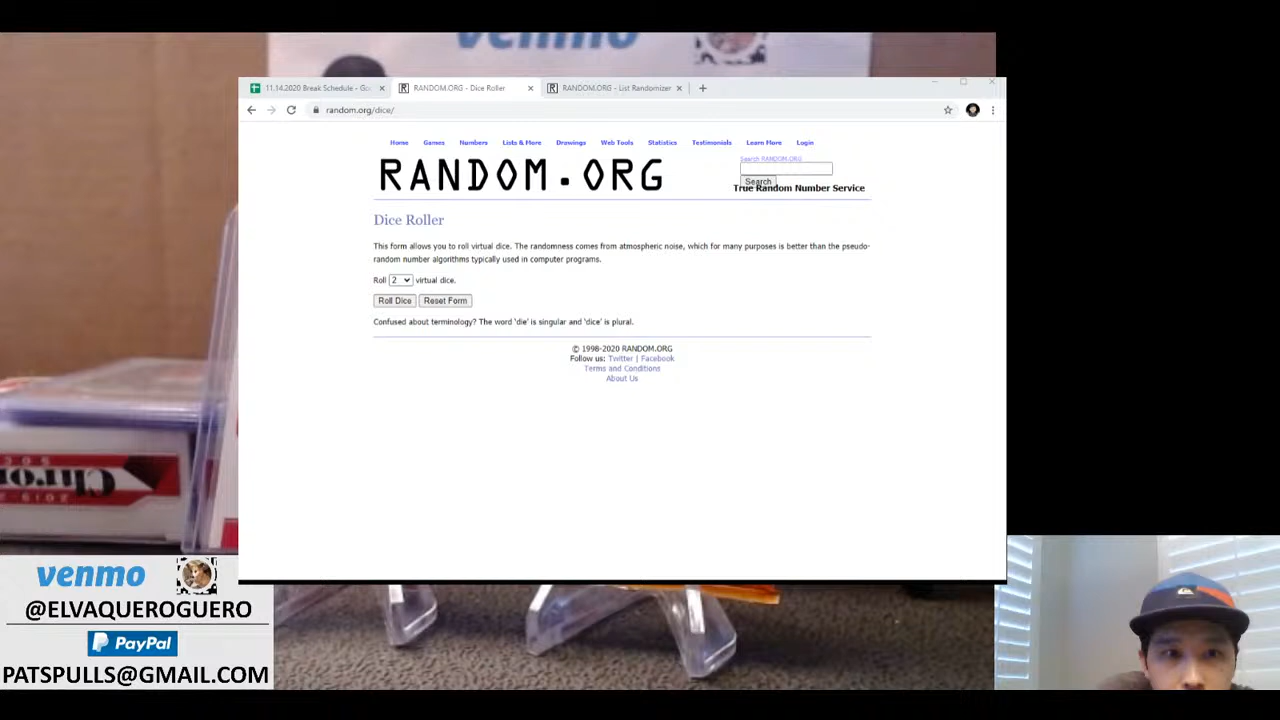 venmo
11.14.2020 Break Schedule - Go
RANDOM.ORG - Dice Roller
RANDOM.ORG - List Randomizer
random.org/dice/
Home Games Numbers Lists & More Drawings Web Tools Statistics Testimonials Learn More Login
RANDOM.ORG
Search RANDOM.ORG
Search
True Random Number Service
Dice Roller
This form allows you to roll virtual dice. The randomness comes from atmospheric noise, which for many purposes is better than the pseudo-
random number algorithms typically used in computer programs.
Roll 2 virtual dice.
Roll Dice Reset Form
Confused about terminology? The word 'die' is singular and 'dice' is plural.
© 1998-2020 RANDOM.ORG
Follow us: Twitter | Facebook
Terms and Conditions
About Us
venmo
@ELVAQUEROGUERO
PayPal
PATSPULLS@GMAIL.COM